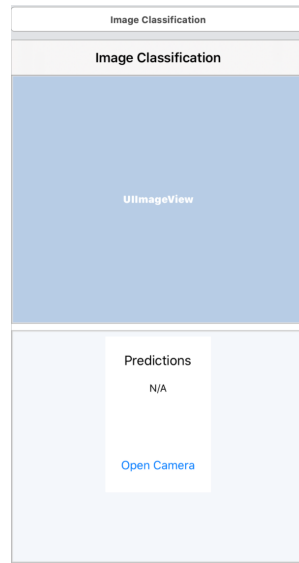 Image Classification
Image Classification
UIImageView
Predictions
N/A
Open Camera